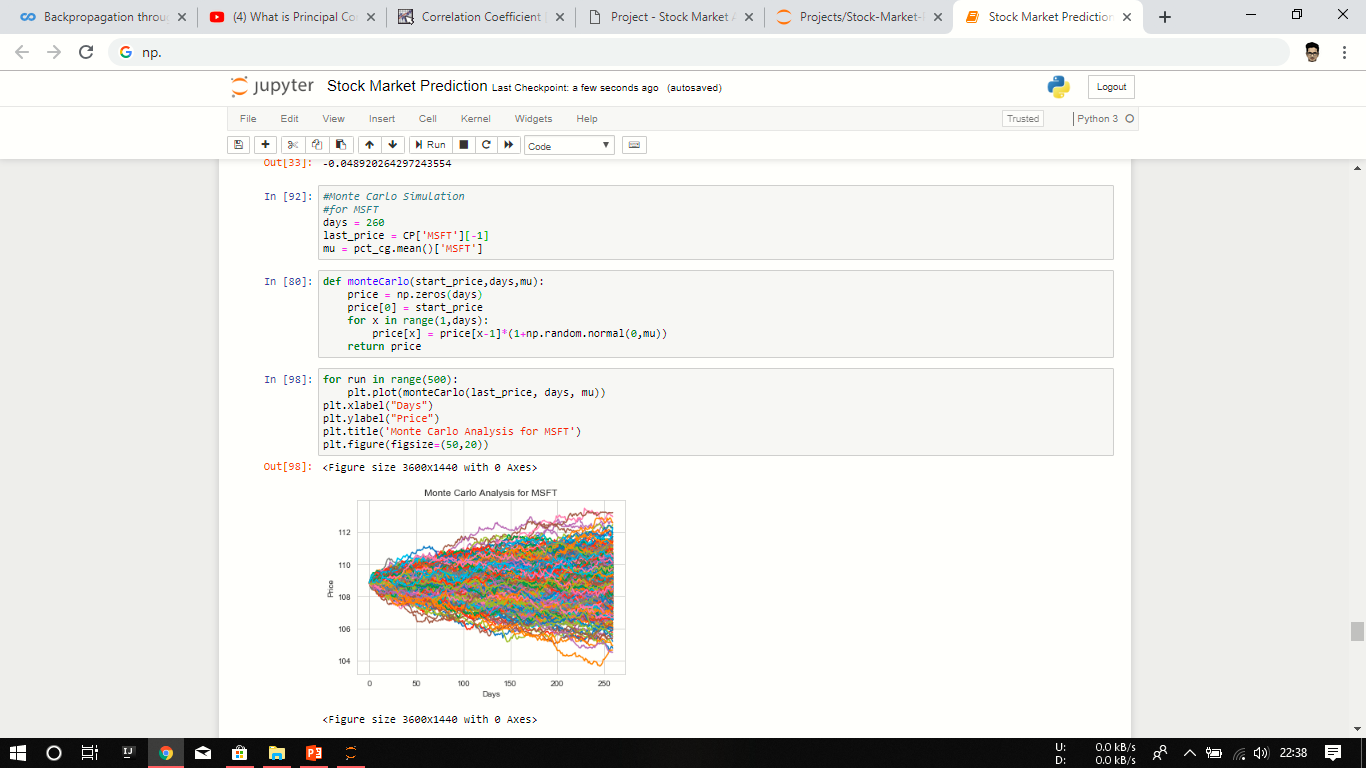 Backpropagation throu
(4) What is Principal Co
Correlation Coefficient
Project - Stock Market A
Projects/Stock-Market-
Stock Market Prediction
np.
jupyter Stock Market Prediction Last Checkpoint: a few seconds ago (autosaved)
Logout
File Edit View Insert Cell Kernel Widgets Help
Trusted
Python 3
Run
Code
Out[33]: -0.048920264297243554
In [92]: #Monte Carlo Simulation
#for MSFT
days = 260
last_price = CP['MSFT'][-1]
mu = pct_cg.mean()['MSFT']
In [80]: def monteCarlo(start_price,days,mu):
price = np.zeros(days)
price[0] = start_price
for x in range(1,days):
price[x] = price[x-1]*(1+np.random.normal(0,mu))
return price
In [98]: for run in range(500):
plt.plot(monteCarlo(last_price, days, mu))
plt.xlabel("Days")
plt.ylabel("Price")
plt.title('Monte Carlo Analysis for MSFT')
plt.figure(figsize=(50,20))
Out[98]: <Figure size 3600x1440 with 0 Axes>
Monte Carlo Analysis for MSFT
112
110
108
106
104
Price
0 50 100 150 200 250
Days
<Figure size 3600x1440 with 0 Axes>
IJ
U: 0.0 kB/s
D: 0.0 kB/s
22:38